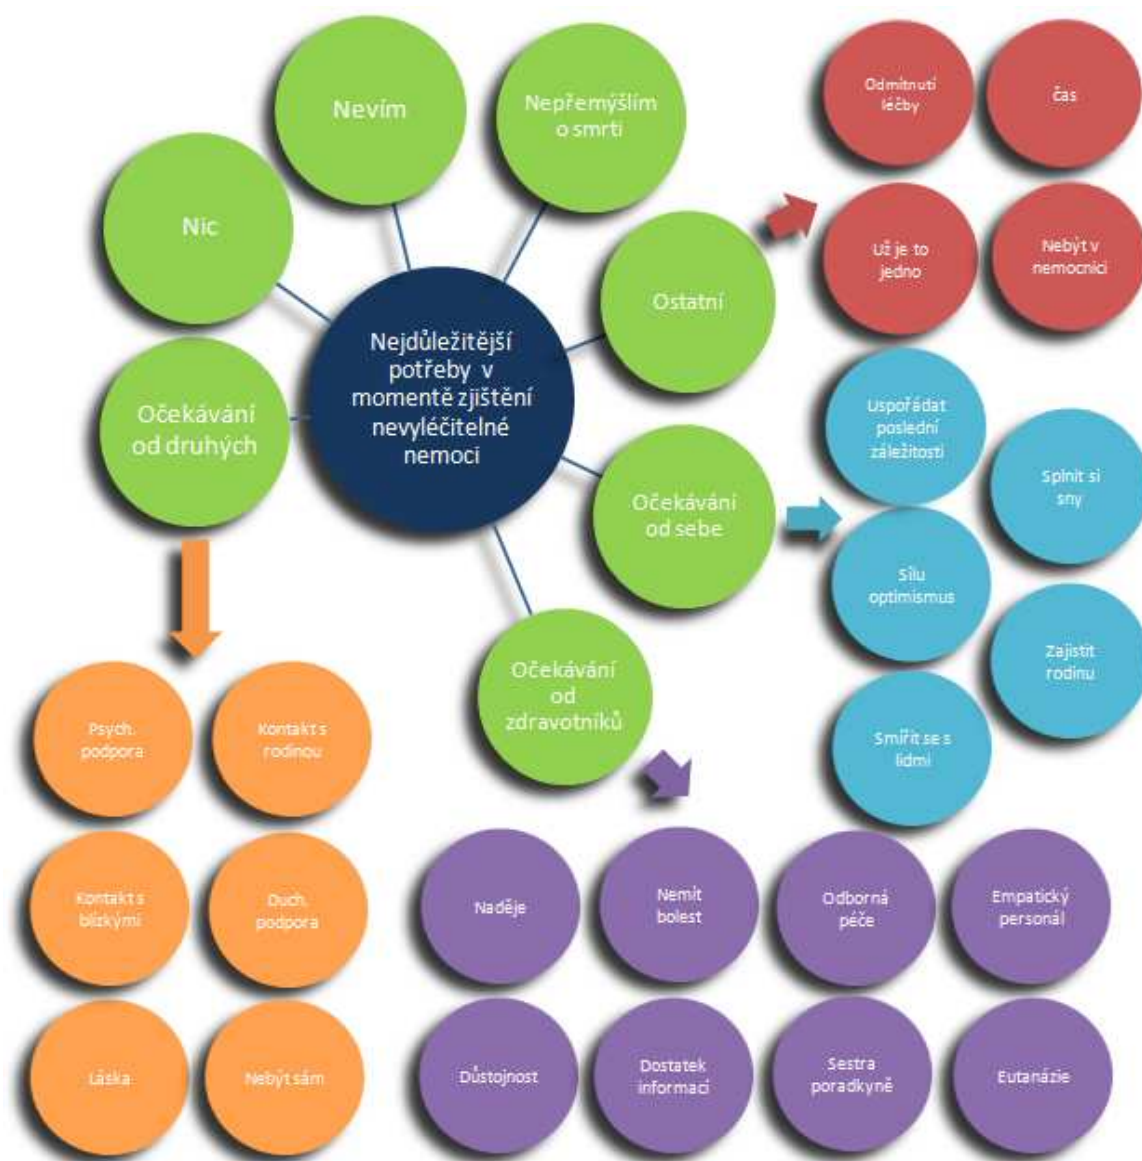 Nevím
Nepřemýšlím
o smrti
Nic
Očekávání
od druhých
Nejdůležitější
potřeby v
momentě zjištění
nevyléčitelné
nemoci
Ostatní
Očekávání
od sebe
Očekávání
od
zdravotníků
Odmítnutí
léčby
čas
Už je to
jedno
Nebýt v
nemocnici
Uspořádat
poslední
záležitosti
Splnit si
sny
Sílu
optimismus
Zajistit
rodinu
Smířit se s
lidmi
Psych.
podpora
Kontakt s
rodinou
Kontakt s
blízkými
Duch.
podpora
Láska
Nebýt sám
Naděje
Nemít
bolest
Odborná
péče
Empatický
personál
Důstojnost
Dostatek
informací
Sestra
poradkyně
Eutanázie